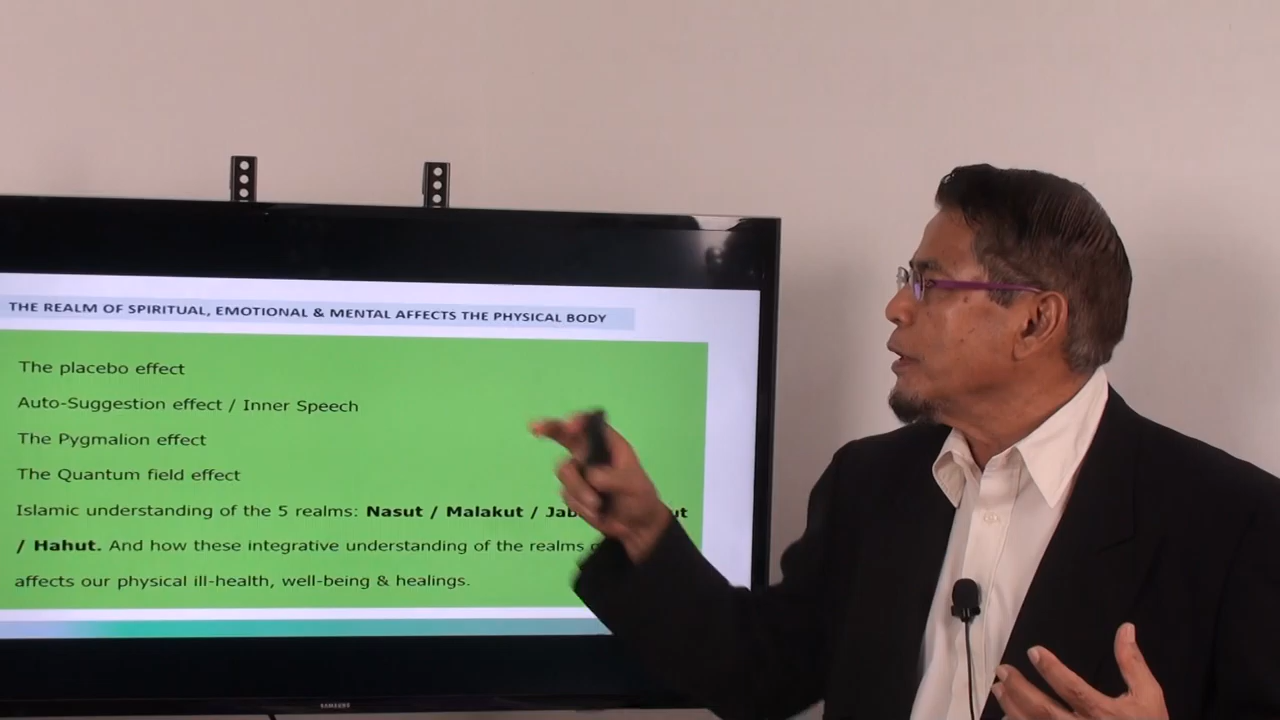 THE REALM OF SPIRITUAL, EMOTIONAL & MENTAL AFFECTS THE PHYSICAL BODY
The placebo effect
Auto-Suggestion effect / Inner Speech
The Pygmalion effect
The Quantum field effect
Islamic understanding of the 5 realms: Nasut / Malakut /
/ Hahut. And how these integrative understanding of the realms
affects our physical ill-health, well-being & healings.
SAMSUNG